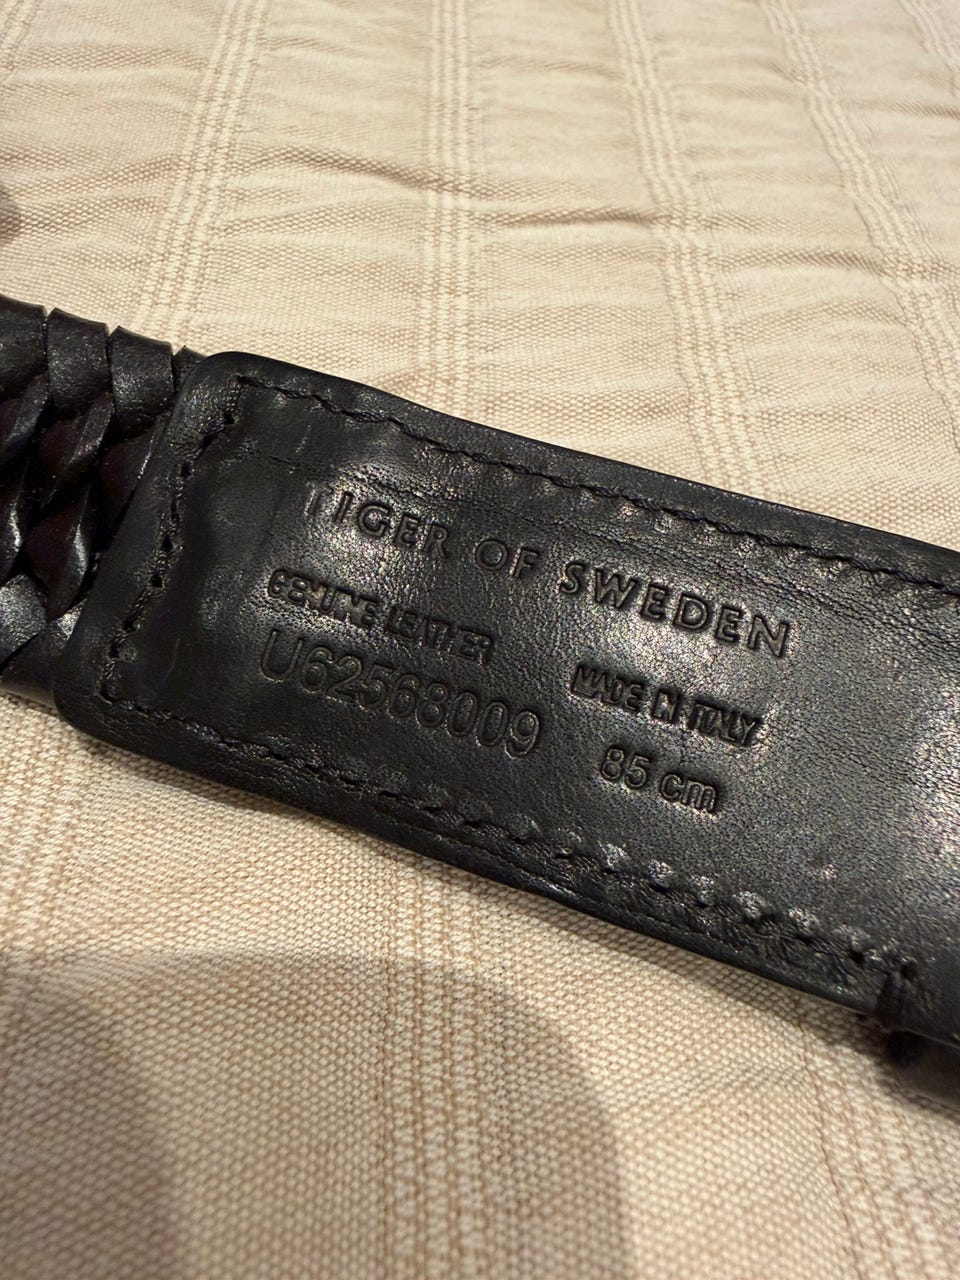 TIGER OF SWEDEN
GENUINE LEATHER
MADE IN ITALY
U62568009
85 cm